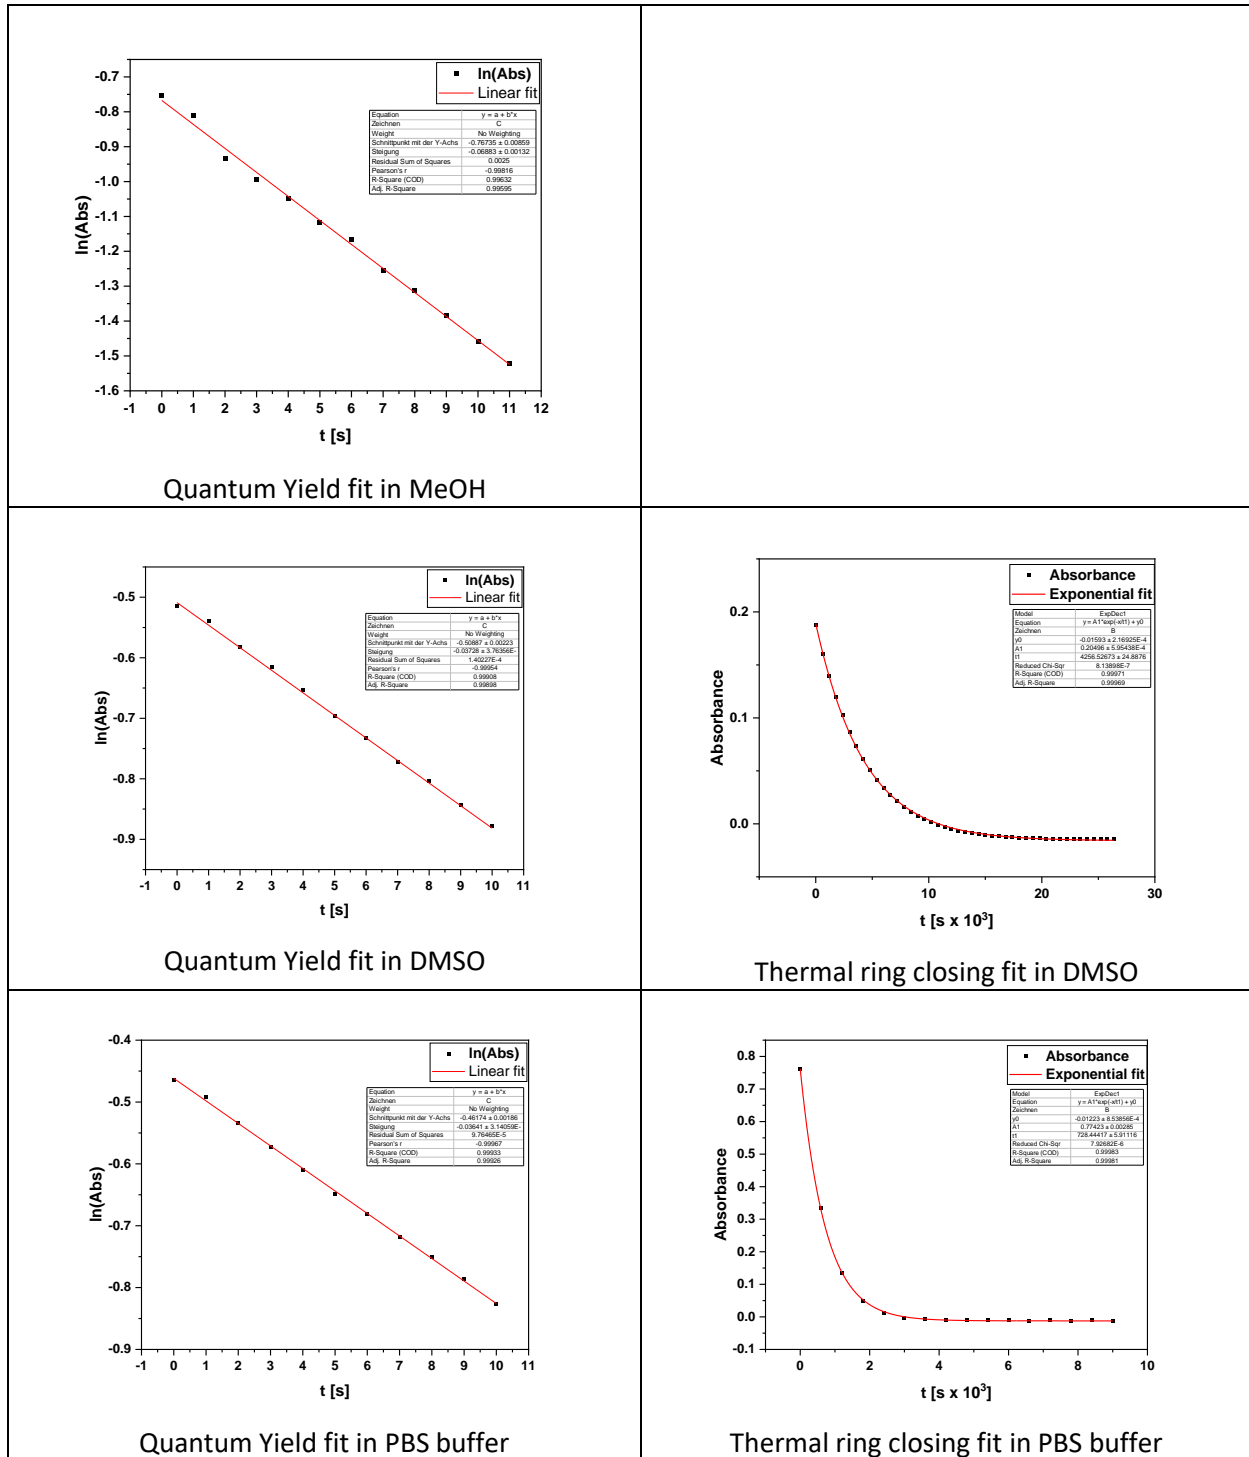 -0.7
-0.8
-0.9
-1.0
-1.1
-1.2
-1.3
-1.4
-1.5
-1.6
ln(Abs)
-1 0 1 2 3 4 5 6 7 8 9 10 11 12
t [s]
ln(Abs)
Linear fit
Equation y = a + b*x
Zeichnen C
Weight No Weighting
Schnittpunkt mit der Y-Achs -0.76735 ± 0.00859
Steigung -0.06883 ± 0.00132
Residual Sum of Squares 0.0025
Pearson's r -0.99816
R-Square (COD) 0.99632
Adj. R-Square 0.99595
Quantum Yield fit in MeOH
-0.5
-0.6
-0.7
-0.8
-0.9
ln(Abs)
-1 0 1 2 3 4 5 6 7 8 9 10 11
t [s]
ln(Abs)
Linear fit
Equation y = a + b*x
Zeichnen C
Weight No Weighting
Schnittpunkt mit der Y-Achs -0.50887 ± 0.00223
Steigung -0.03728 ± 3.76356E-
Residual Sum of Squares 1.40227E-4
Pearson's r -0.99954
R-Square (COD) 0.99908
Adj. R-Square 0.99898
Quantum Yield fit in DMSO
0.2
0.1
0.0
Absorbance
0 10 20 30
t [s x 10³]
Absorbance
Exponential fit
Model ExpDec1
Equation y = A1*exp(-x/t1) + y0
Zeichnen B
y0 -0.01593 ± 2.16925E-4
A1 0.20496 ± 5.95438E-4
t1 4256.52673 ± 24.8876
Reduced Chi-Sqr 8.13898E-7
R-Square (COD) 0.99971
Adj. R-Square 0.99969
Thermal ring closing fit in DMSO
-0.4
-0.5
-0.6
-0.7
-0.8
-0.9
ln(Abs)
-1 0 1 2 3 4 5 6 7 8 9 10 11
t [s]
ln(Abs)
Linear fit
Equation y = a + b*x
Zeichnen C
Weight No Weighting
Schnittpunkt mit der Y-Achs -0.46174 ± 0.00186
Steigung -0.03641 ± 3.14059E-
Residual Sum of Squares 9.76465E-5
Pearson's r -0.99967
R-Square (COD) 0.99933
Adj. R-Square 0.99926
Quantum Yield fit in PBS buffer
0.8
0.7
0.6
0.5
0.4
0.3
0.2
0.1
0.0
-0.1
Absorbance
0 2 4 6 8 10
t [s x 10³]
Absorbance
Exponential fit
Model ExpDec1
Equation y = A1*exp(-x/t1) + y0
Zeichnen B
y0 -0.01223 ± 8.53856E-4
A1 0.77423 ± 0.00285
t1 728.44417 ± 5.91116
Reduced Chi-Sqr 7.92682E-6
R-Square (COD) 0.99983
Adj. R-Square 0.99981
Thermal ring closing fit in PBS buffer